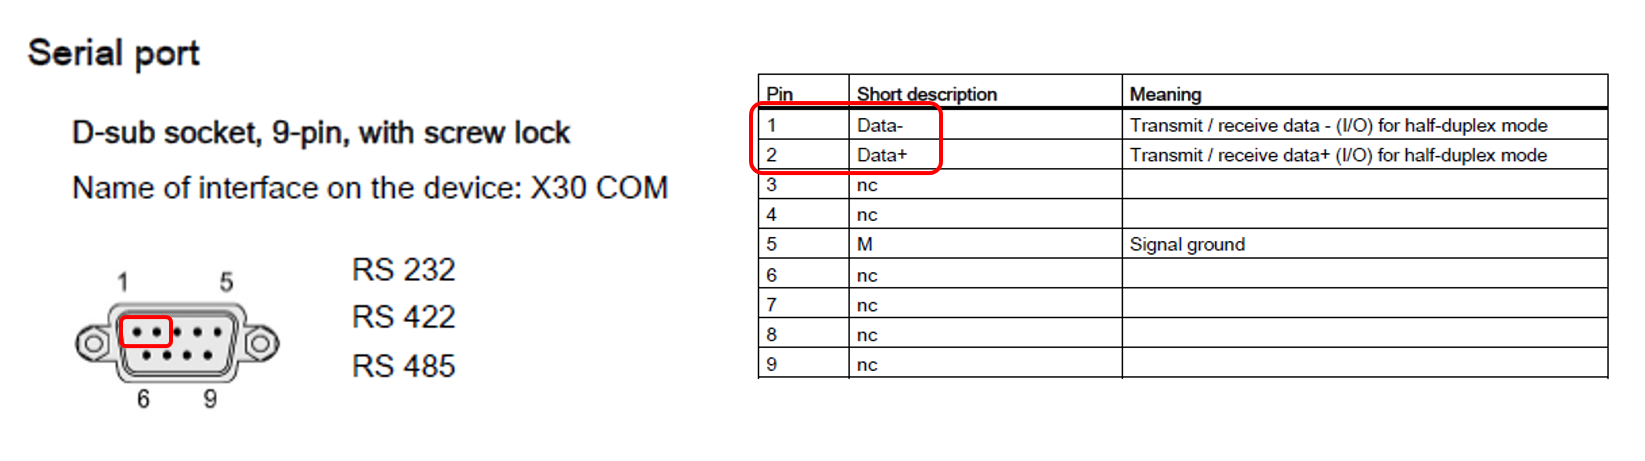 Serial port
D-sub socket, 9-pin, with screw lock
Name of interface on the device: X30 COM
1 5
6 9
RS 232
RS 422
RS 485
Pin Short description Meaning
1 Data- Transmit / receive data - (I/O) for half-duplex mode
2 Data+ Transmit / receive data+ (I/O) for half-duplex mode
3 nc
4 nc
5 M Signal ground
6 nc
7 nc
8 nc
9 nc